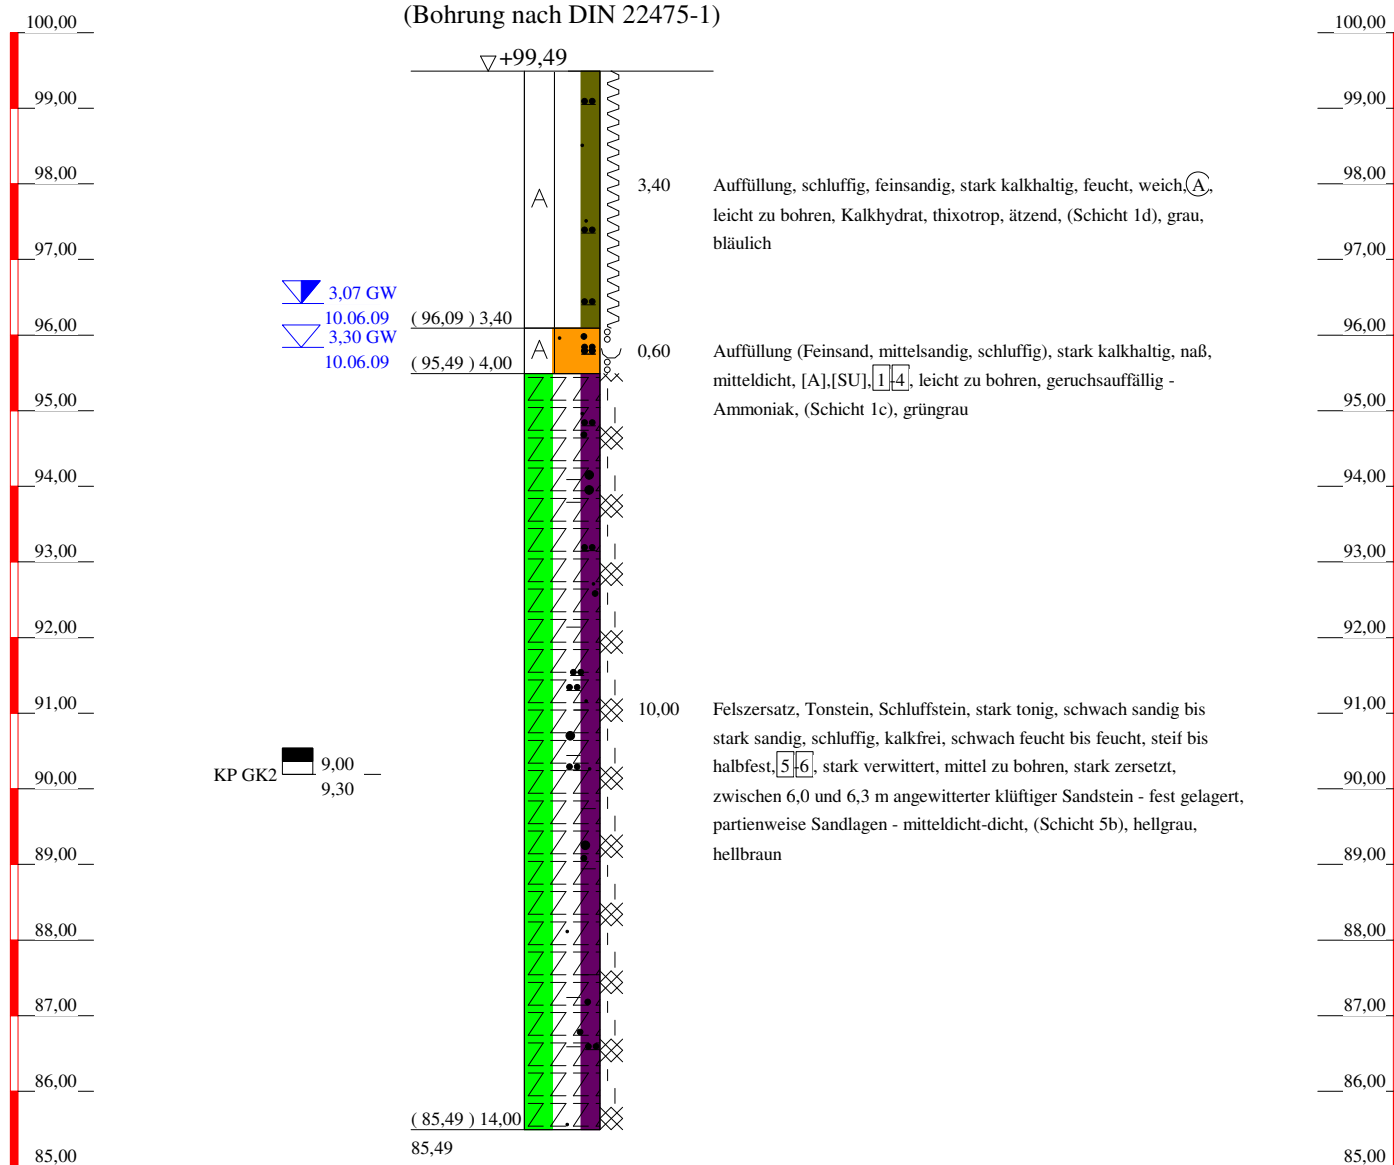 (Bohrung nach DIN 22475-1)
100,00
100,00
+99,49
99,00
99,00
98,00
A
3,40
Auffüllung, schluffig, feinsandig, stark kalkhaltig, feucht, weich, A,
98,00
leicht zu bohren, Kalkhydrat, thixotrop, ätzend, (Schicht 1d), grau,
bläulich
97,00
97,00
3,07 GW
10.06.09
( 96,09 ) 3,40
96,00
96,00
3,30 GW
10.06.09
( 95,49 ) 4,00
A
0,60
Auffüllung (Feinsand, mittelsandig, schluffig), stark kalkhaltig, naß,
mitteldicht, [A],[SU], 1-4, leicht zu bohren, geruchsauffällig -
Ammoniak, (Schicht 1c), grüngrau
95,00
95,00
94,00
94,00
93,00
93,00
92,00
92,00
91,00
91,00
10,00
Felszersatz, Tonstein, Schluffstein, stark tonig, schwach sandig bis
stark sandig, schluffig, kalkfrei, schwach feucht bis feucht, steif bis
halbfest, 5-6, stark verwittert, mittel zu bohren, stark zersetzt,
zwischen 6,0 und 6,3 m angewitterter klüftiger Sandstein - fest gelagert,
partienweise Sandlagen - mitteldicht-dicht, (Schicht 5b), hellgrau,
hellbraun
KP GK2
9,00
9,30
90,00
90,00
89,00
89,00
88,00
88,00
87,00
87,00
86,00
86,00
( 85,49 ) 14,00
85,49
85,00
85,00